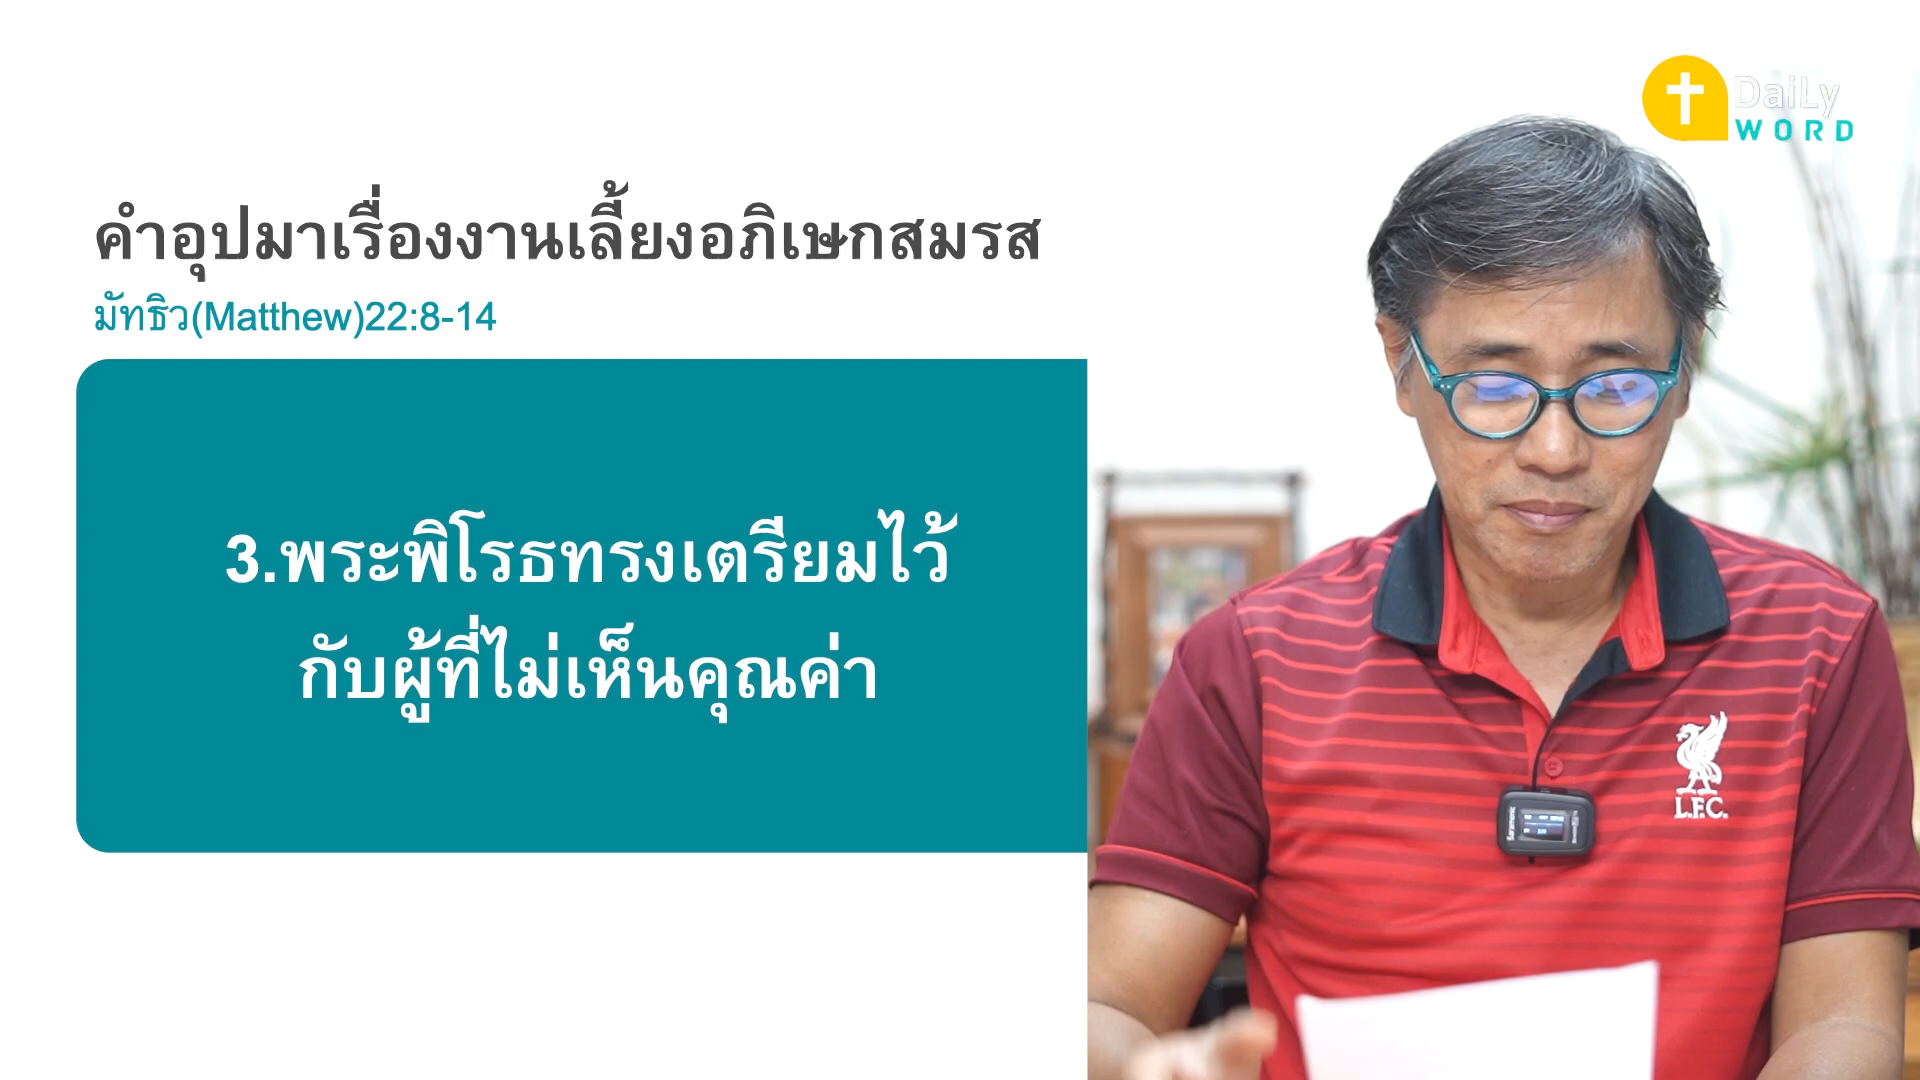 DaiLy
WORD
คำอุปมาเรื่องงานเลี้ยงอภิเษกสมรส
มัทธิว(Matthew)22:8-14
3.พระพิโรธทรงเตรียมไว้
กับผู้ที่ไม่เห็นคุณค่า
L.F.C.
Saramonic